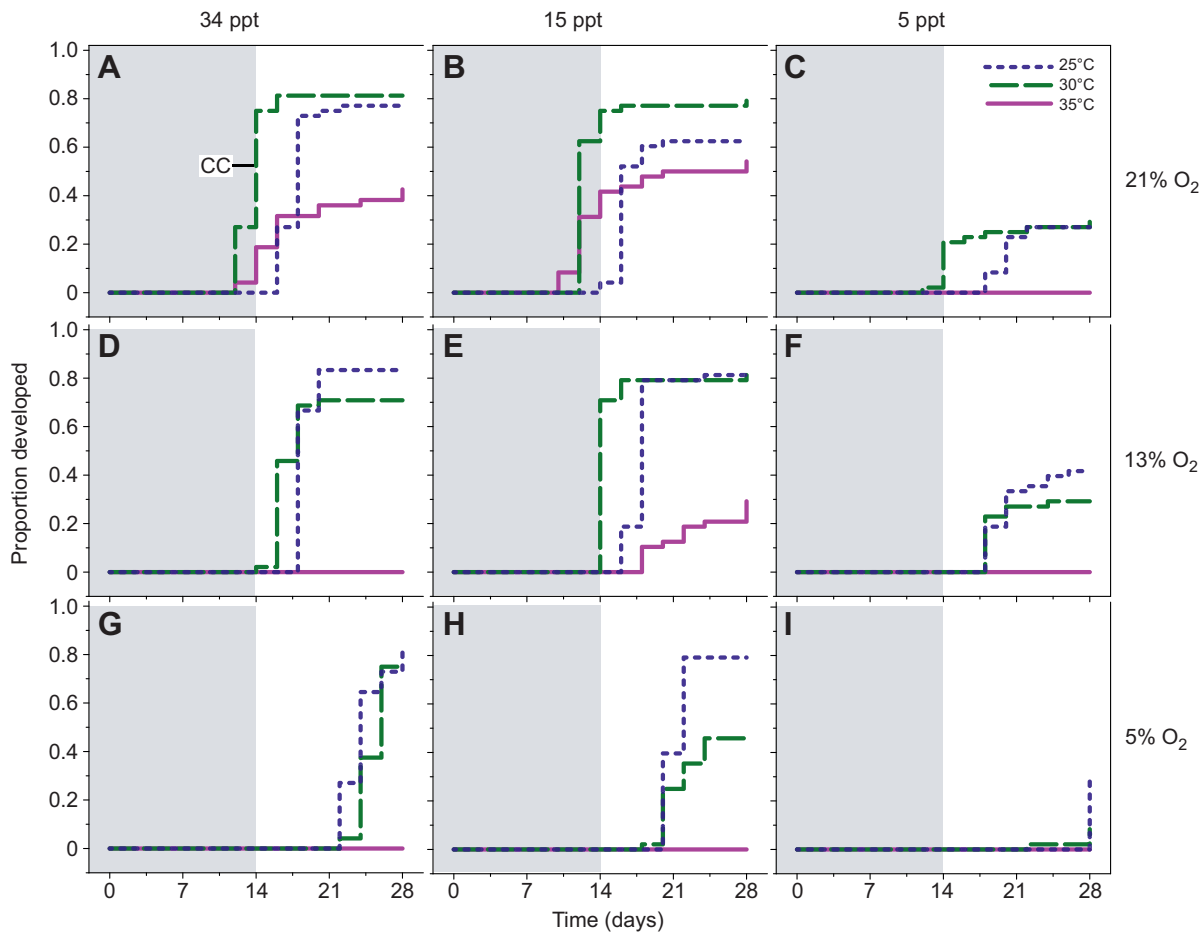 34 ppt
15 ppt
5 ppt
1.0
0.8
0.6
0.4
0.2
0
A
CC
B
C
25°C
30°C
35°C
21% O2
1.0
0.8
0.6
0.4
0.2
0
D
E
F
13% O2
Proportion developed
1.0
0.8
0.6
0.4
0.2
0
G
H
I
5% O2
0 7 14 21 28
0 7 14 21 28
0 7 14 21 28
Time (days)